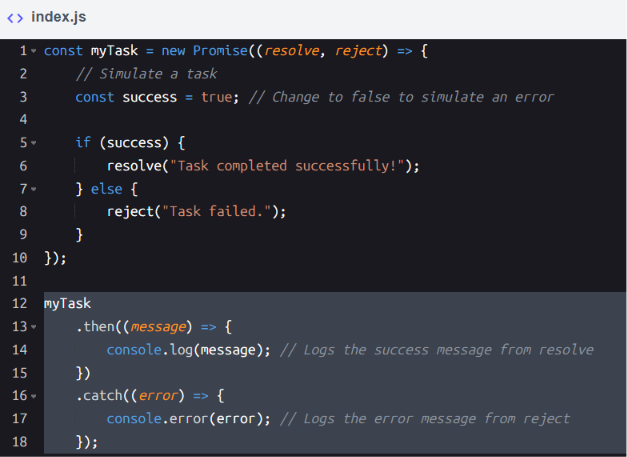 <> index.js
1 const myTask = new Promise((resolve, reject) => {
2     // Simulate a task
3     const success = true; // Change to false to simulate an error
4
5     if (success) {
6         resolve("Task completed successfully!");
7     } else {
8         reject("Task failed.");
9     }
10 });
11
12 myTask
13     .then((message) => {
14         console.log(message); // Logs the success message from resolve
15     })
16     .catch((error) => {
17         console.error(error); // Logs the error message from reject
18     });